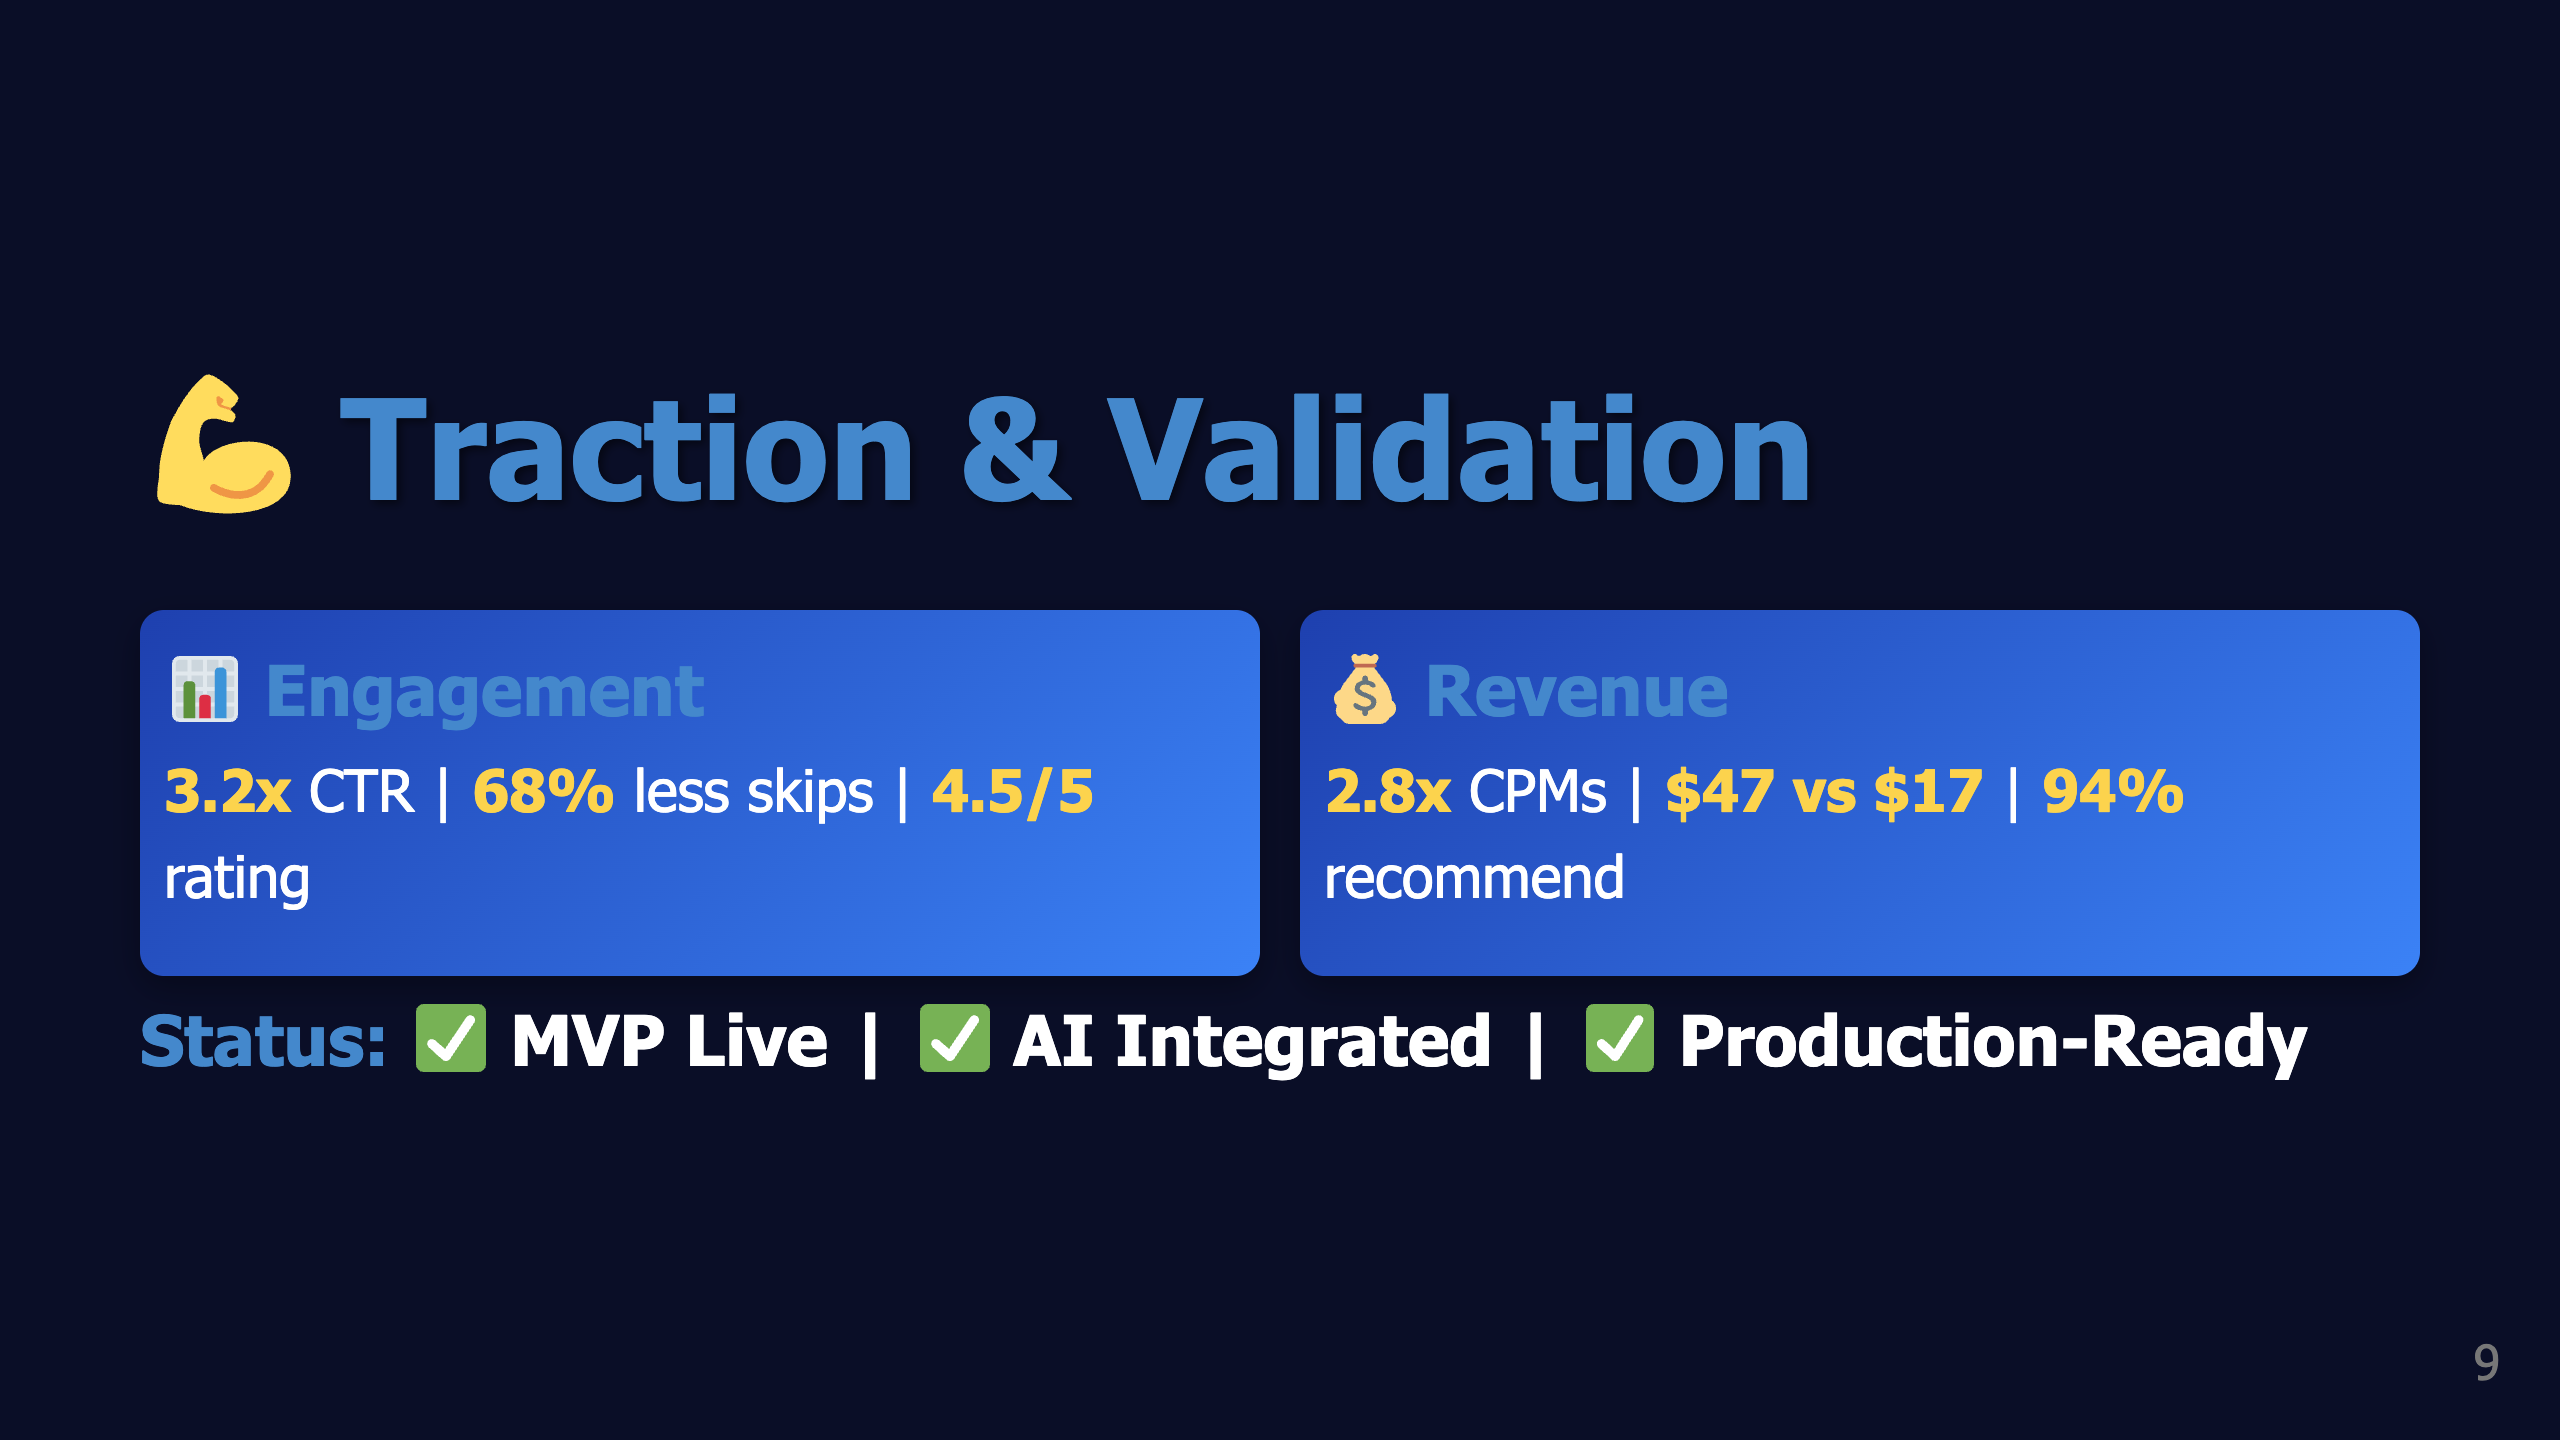 💪 Traction & Validation
📊 Engagement
3.2x CTR | 68% less skips | 4.5/5
rating
💰 Revenue
2.8x CPMs | $47 vs $17 | 94%
recommend
Status: ✅ MVP Live | ✅ AI Integrated | ✅ Production-Ready
9